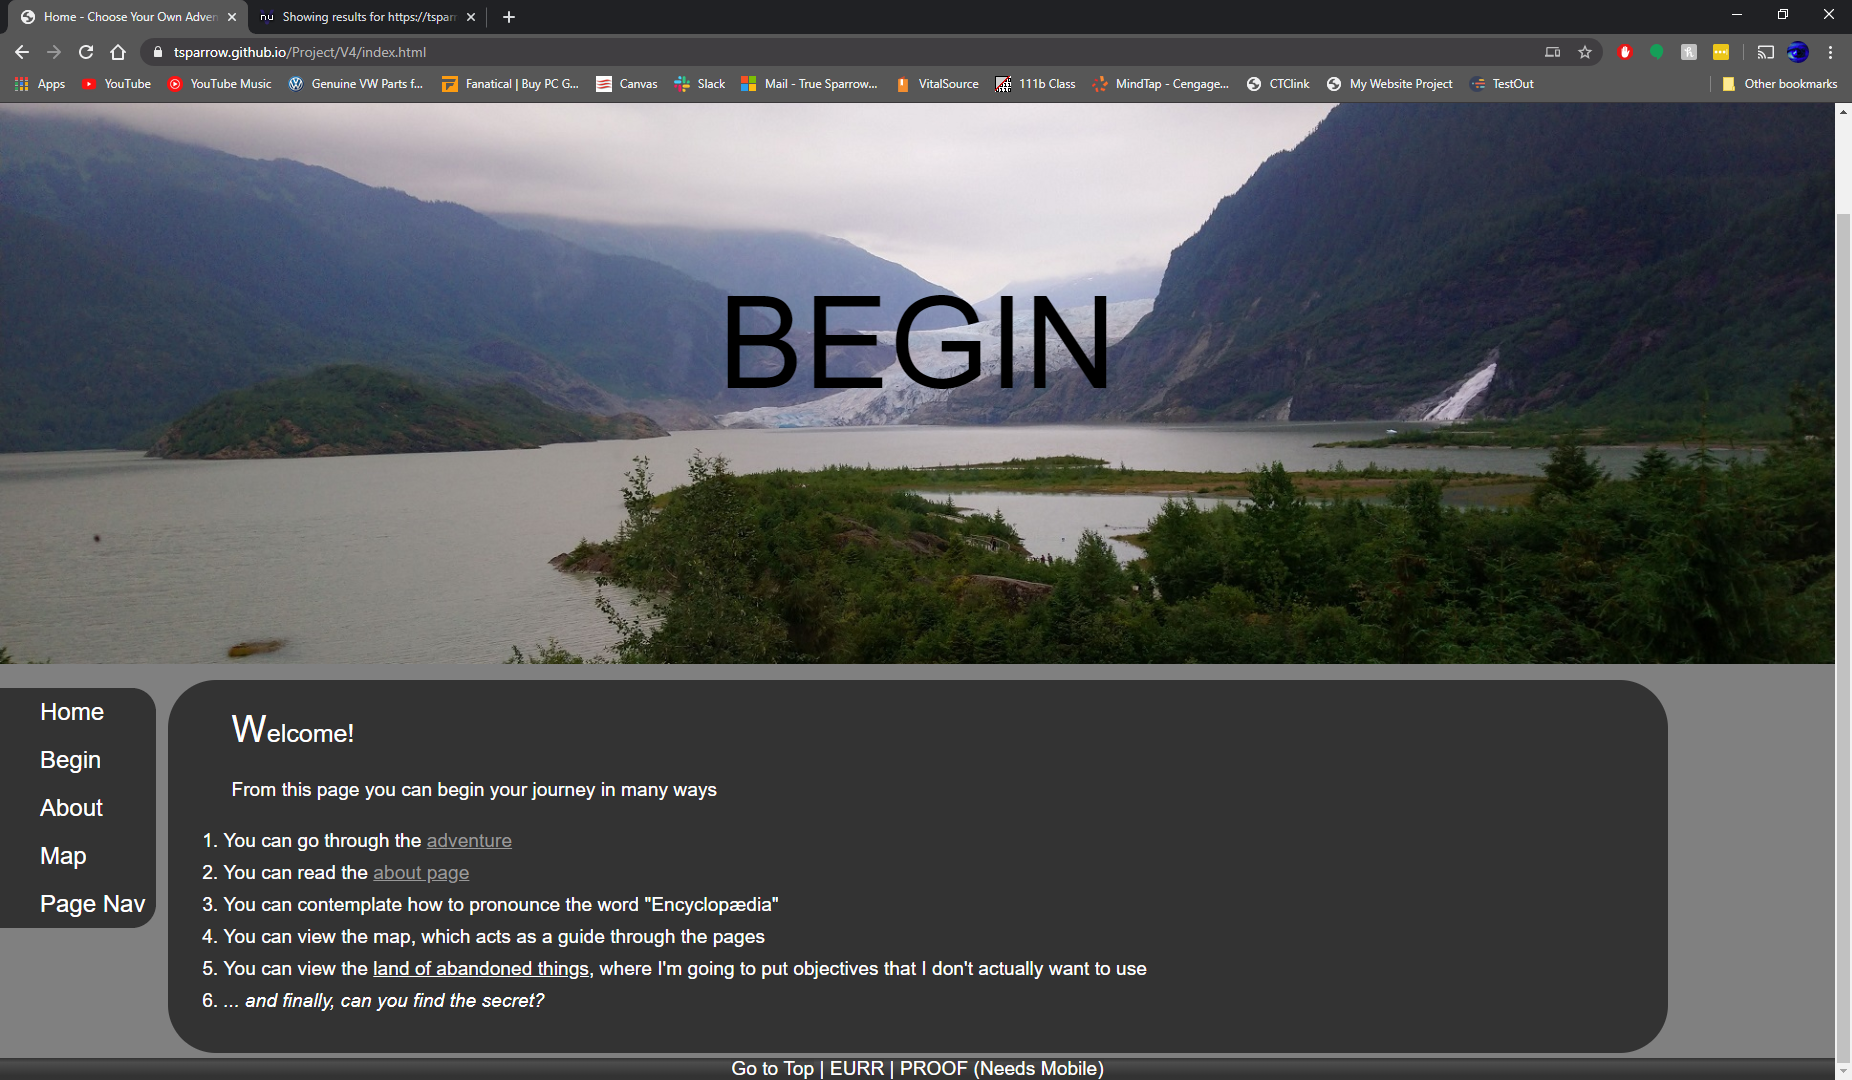 Home - Choose Your Own Adven
Showing results for https://tspar
tsparrow.github.io/Project/V4/index.html
Apps YouTube YouTube Music Genuine VW Parts f... Fanatical | Buy PC G... Canvas Slack Mail - True Sparrow... VitalSource 111b Class MindTap - Cengage... CTClink My Website Project TestOut Other bookmarks
BEGIN
Home
Begin
About
Map
Page Nav
Welcome!
From this page you can begin your journey in many ways
1. You can go through the adventure
2. You can read the about page
3. You can contemplate how to pronounce the word "Encyclopædia"
4. You can view the map, which acts as a guide through the pages
5. You can view the land of abandoned things, where I'm going to put objectives that I don't actually want to use
6. ... and finally, can you find the secret?
Go to Top | EURR | PROOF (Needs Mobile)